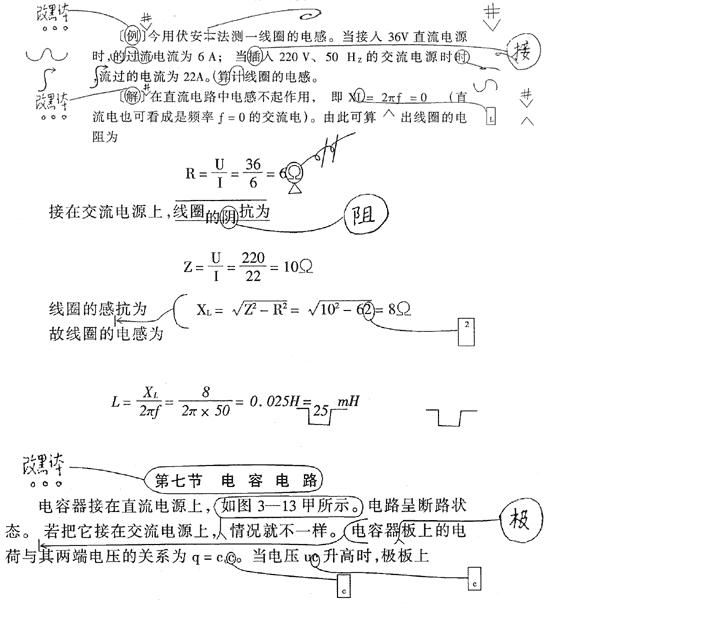 改黑体
〔例〕今用伏安法测一线圈的电感。当接人 36V 直流电源
时,的过流电流为 6 A; 当插人 220 V、50 Hz 的交流电源时时
接
流过的电流为 22A。算计线圈的电感。
改黑体
〔解〕在直流电路中电感不起作用, 即 XL = 2πf = 0 (直
流电也可看成是频率 f = 0 的交流电)。由此可算 出线圈的电
L
阻为
R = U/I = 36/6 = 6Ω
接在交流电源上,线圈的阴抗为
阻
Z = U/I = 220/22 = 10Ω
线圈的感抗为 XL = √Z² − R² = √10² − 62 = 8Ω
2
故线圈的电感为
L = XL/2πf = 8/2π × 50 = 0.025H = 25 mH
改黑体
第七节 电容电路
电容器接在直流电源上, 如图 3—13 甲所示。电路呈断路状
态。若把它接在交流电源上, 情况就不一样。电容器板上的电
极
荷与其两端电压的关系为 q = c,c。当电压 uc 升高时,极板上
c
c